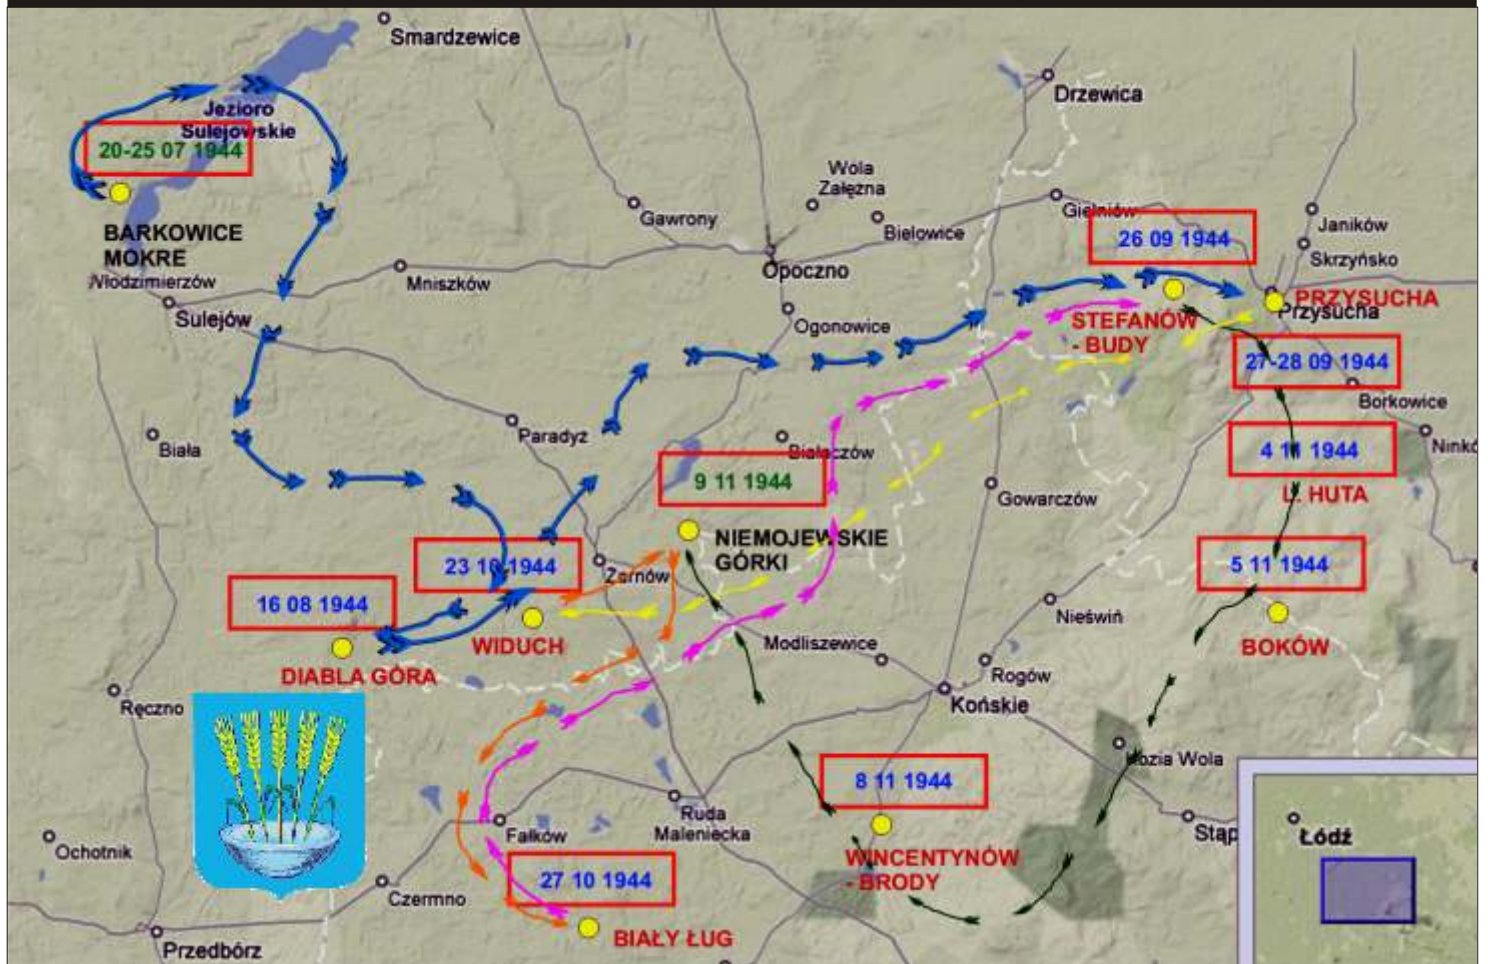 Smardzewice
Jezioro
Sulejowskie
20-25 07 1944
BARKOWICE
MOKRE
Włodzimierzów
Sulejów
Mniszków
Gawrony
Wola
Załężna
Bielowice
Opoczno
Ogonowice
Drzewica
Gielniów
26 09 1944
Janików
Skrzyńsko
PRZYSUCHA
Przysucha
STEFANÓW
- BUDY
27-28 09 1944
Borkowice
4 11 1944
L. HUTA
5 11 1944
BOKÓW
Biała
Paradyż
Białaczów
9 11 1944
NIEMOJEWSKIE
GÓRKI
Gowarczów
23 10 1944
Żarnów
16 08 1944
WIDUCH
DIABLA GÓRA
Modliszewice
Nieświń
Rogów
Końskie
Ręczno
Kozia Wola
8 11 1944
Ruda
Maleniecka
Fałków
WINCENTYNÓW
- BRODY
Stąp
Łódź
Ochotnik
27 10 1944
Czermno
BIAŁY ŁUG
Przedbórz